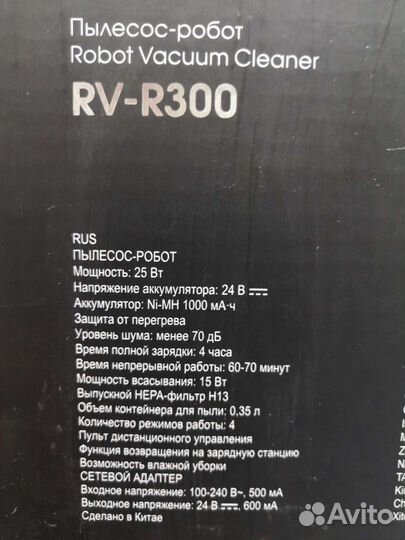 Пылесос-робот
Robot Vacuum Cleaner
RV-R300
RUS
ПЫЛЕСОС-РОБОТ
Мощность: 25 Вт
Напряжение аккумулятора: 24 В
Аккумулятор: Ni-MH 1000 мА·ч
Защита от перегрева
Уровень шума: менее 70 дБ
Время полной зарядки: 4 часа
Время непрерывной работы: 60-70 минут
Мощность всасывания: 15 Вт
Выпускной HEPA-фильтр H13
Объем контейнера для пыли: 0,35 л
Количество режимов работы: 4
Пульт дистанционного управления
Функция возвращения на зарядную станцию
Возможность влажной уборки
СЕТЕВОЙ АДАПТЕР
Входное напряжение: 100-240 В~, 500 мА
Выходное напряжение: 24 В, 600 мА
Сделано в Китае
Avito